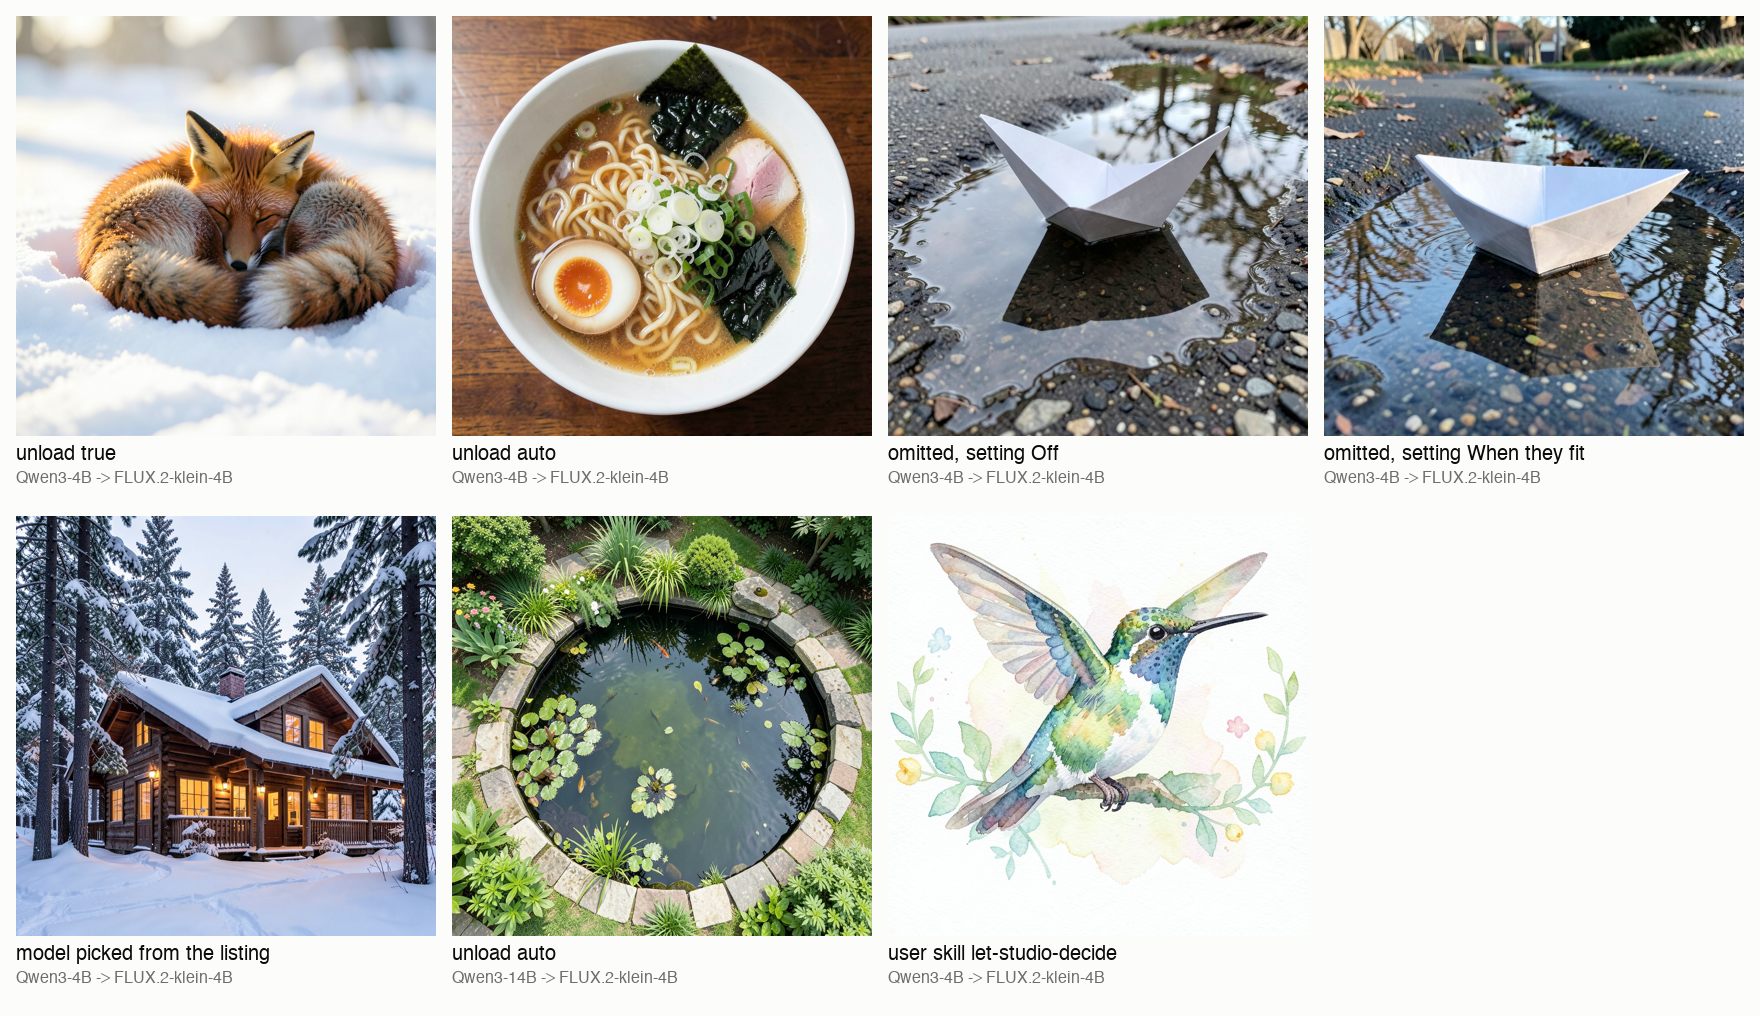 unload true
Qwen3-4B -> FLUX.2-klein-4B
unload auto
Qwen3-4B -> FLUX.2-klein-4B
omitted, setting Off
Qwen3-4B -> FLUX.2-klein-4B
omitted, setting When they fit
Qwen3-4B -> FLUX.2-klein-4B
model picked from the listing
Qwen3-4B -> FLUX.2-klein-4B
unload auto
Qwen3-14B -> FLUX.2-klein-4B
user skill let-studio-decide
Qwen3-4B -> FLUX.2-klein-4B